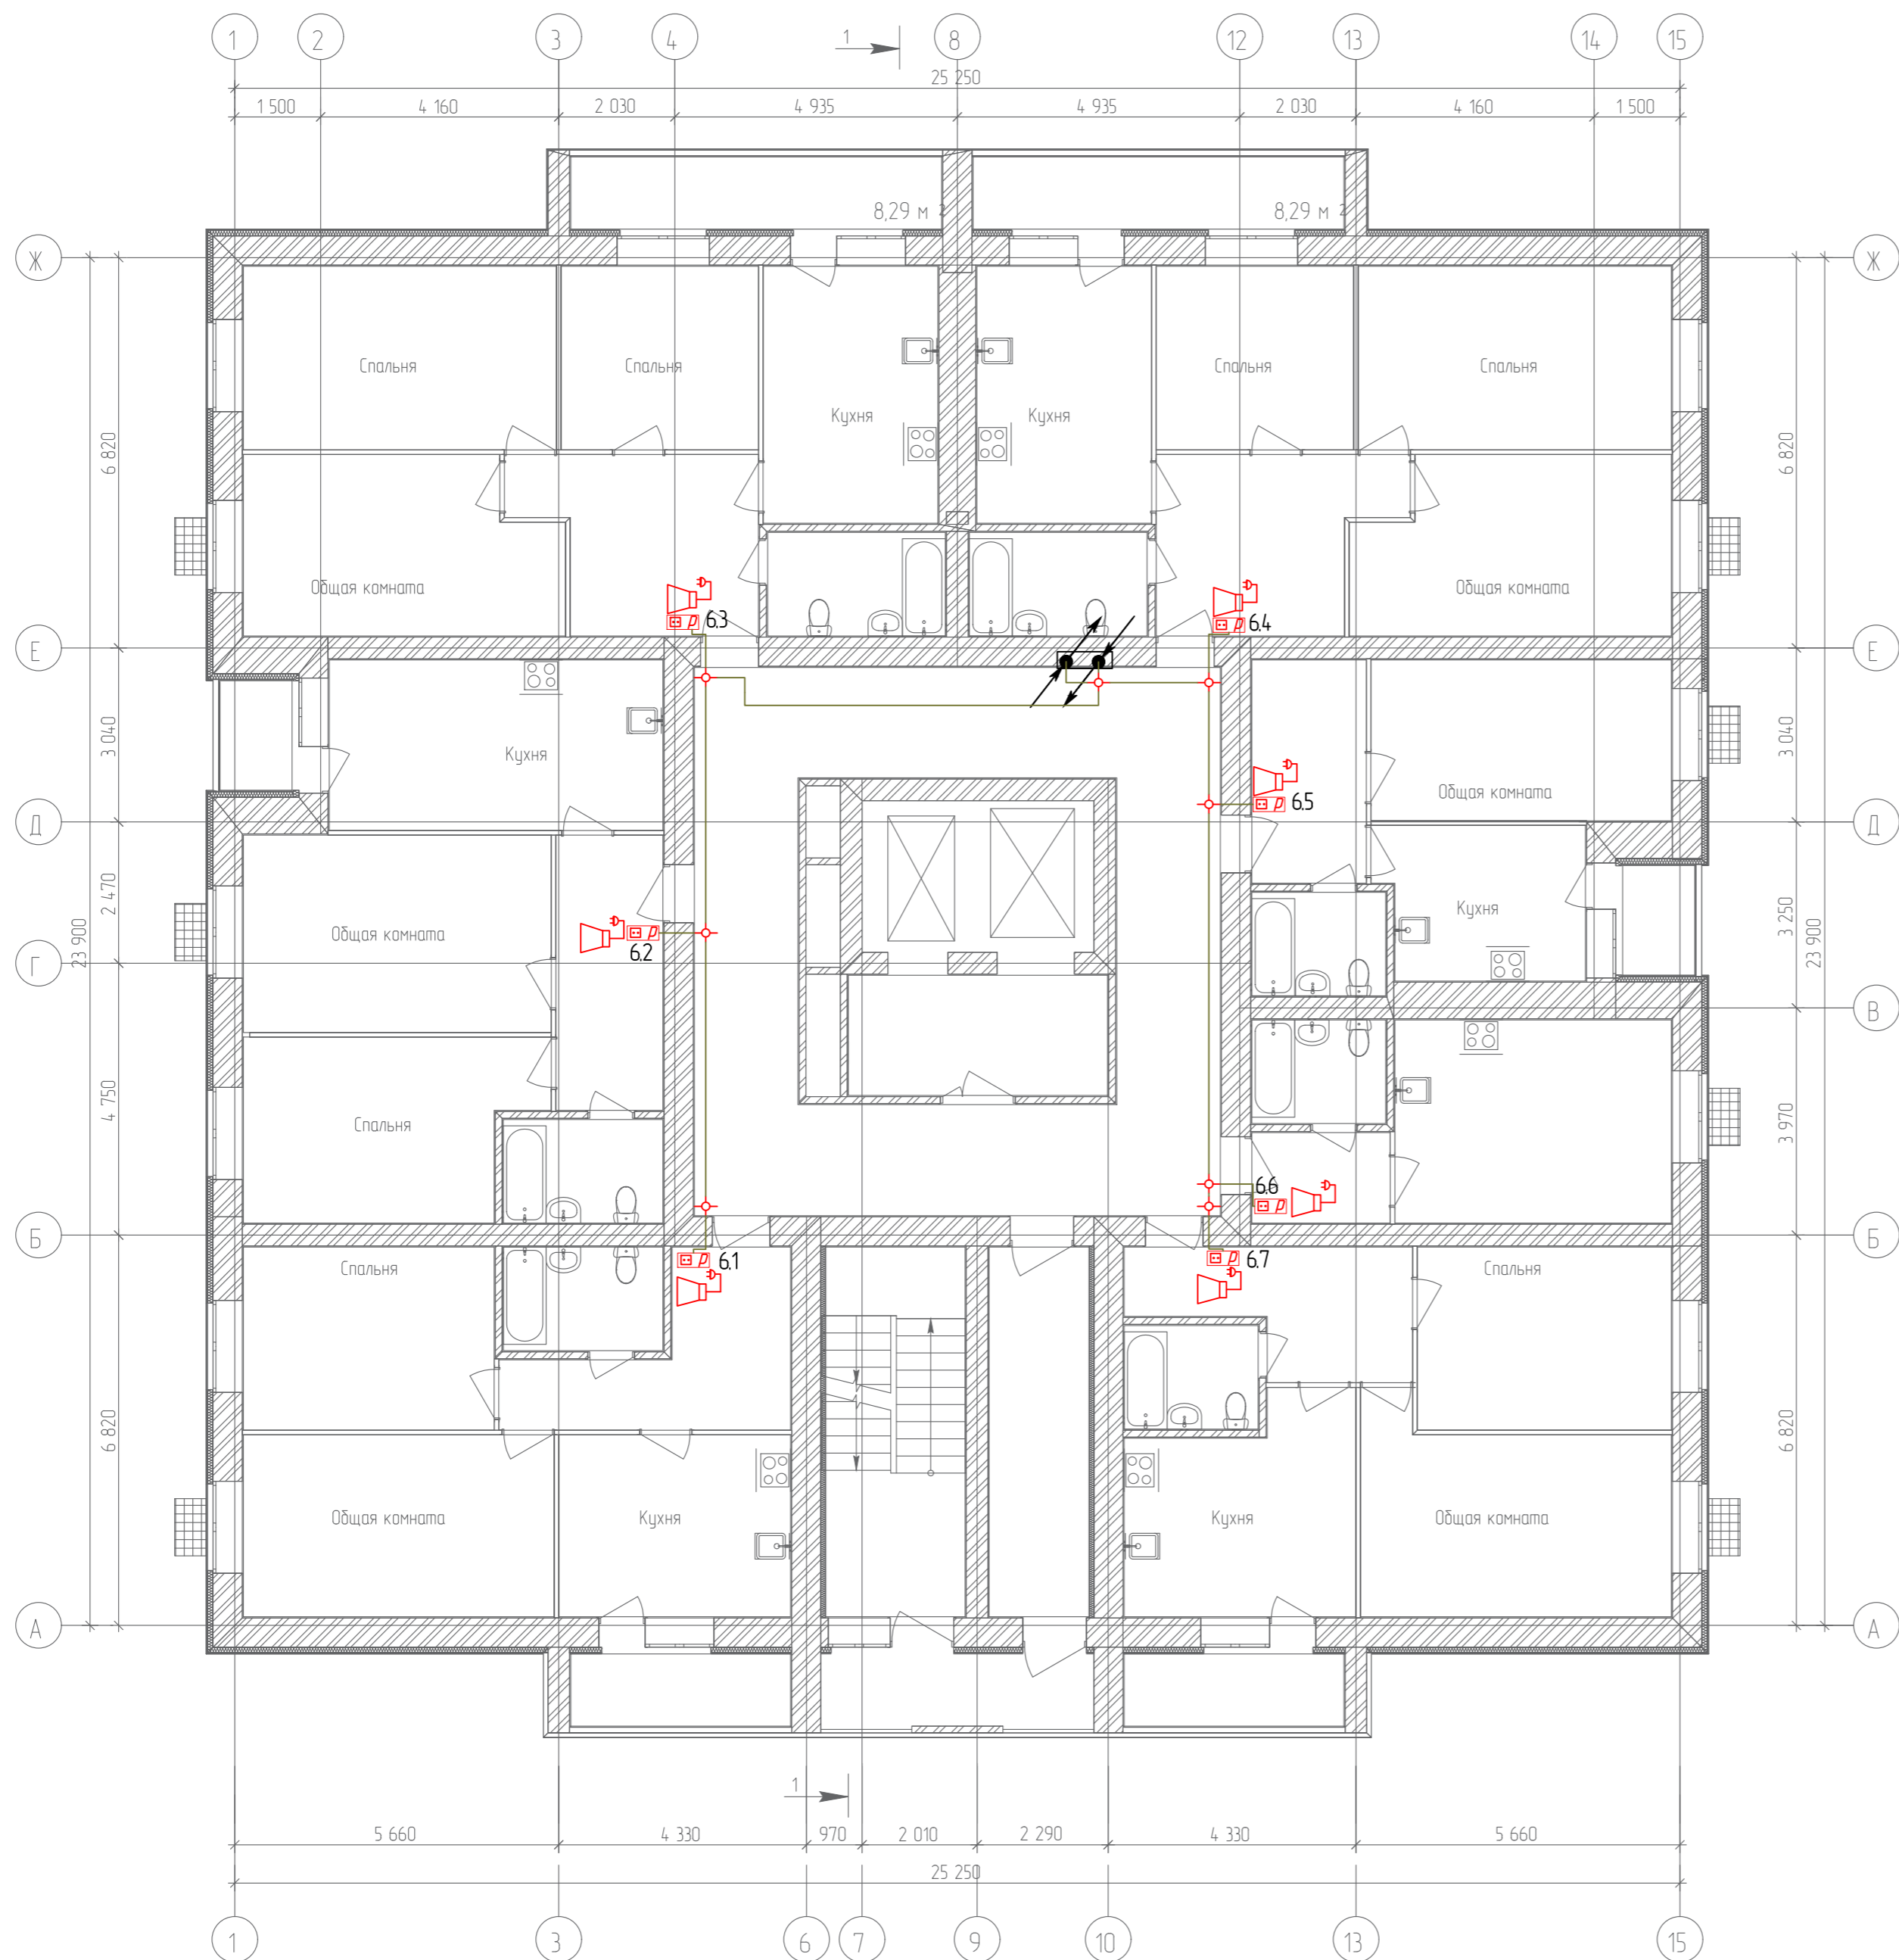 1 2 3 4 1 8 12 13 14 15
25 250
1 500 4 160 2 030 4 935 4 935 2 030 4 160 1 500
8,29 м 2 8,29 м 2
Ж Ж
Спальня Спальня Спальня Спальня
Кухня Кухня
6 820 6 820
Общая комната Общая комната
р 6.3 р 6.4
Е Е
3 040 Кухня 3 040
р 6.5
Общая комната
Д Д
2 470
Кухня
3 250
Общая комната р
6.2
23 900 23 900
Г
В
4 750 3 970
Спальня
6.6
р
Б Б
р 6.1 р 6.7
Спальня Спальня
6 820 6 820
Общая комната Кухня Кухня Общая комната
А А
1
5 660 4 330 970 2 010 2 290 4 330 5 660
25 250
1 3 6 7 9 10 13 15